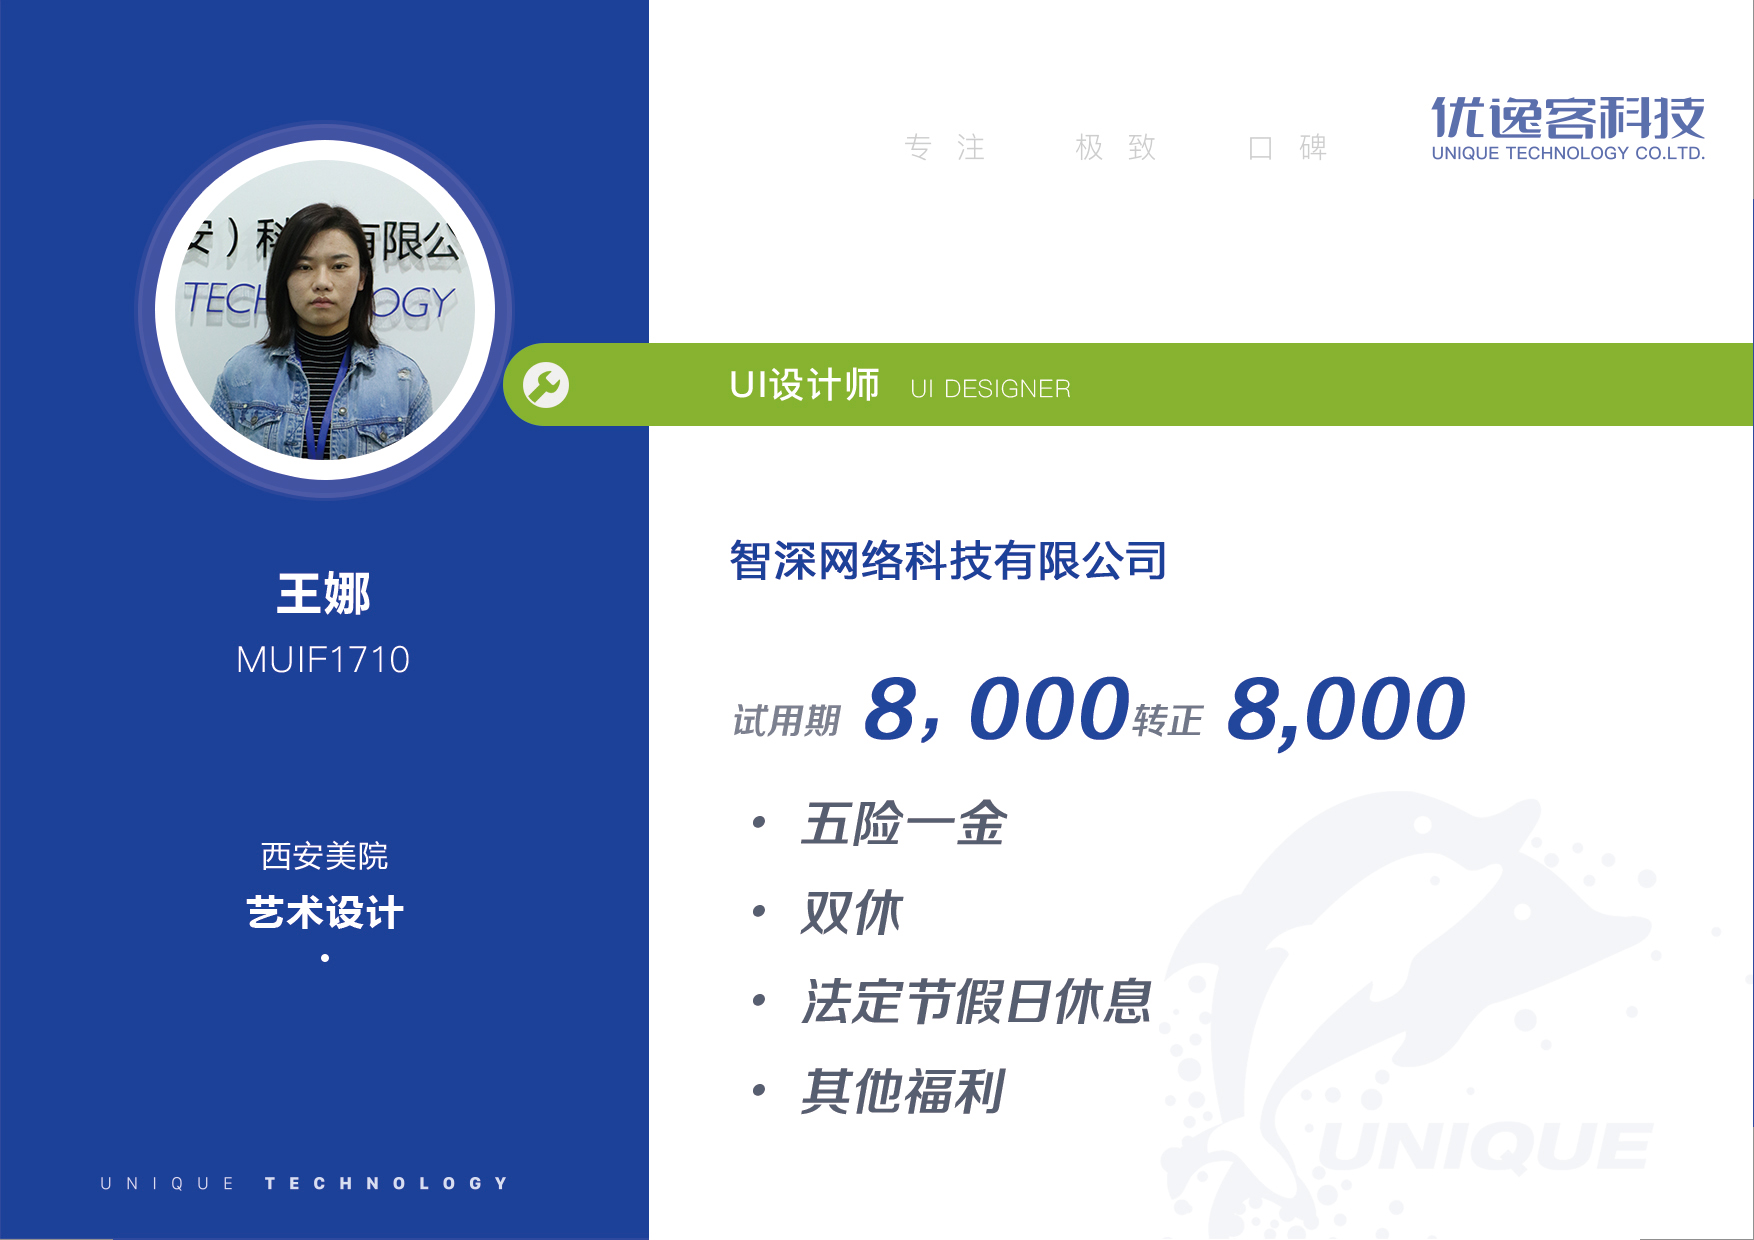 专注 极致 口碑
优逸客科技
UNIQUE TECHNOLOGY CO.LTD.
安）科 有限公
TECH OGY
UI设计师 UI DESIGNER
王娜
MUIF1710
西安美院
艺术设计
•
UNIQUE TECHNOLOGY
智深网络科技有限公司
试用期 8，000转正 8,000
• 五险一金
• 双休
• 法定节假日休息
• 其他福利
UNIQUE